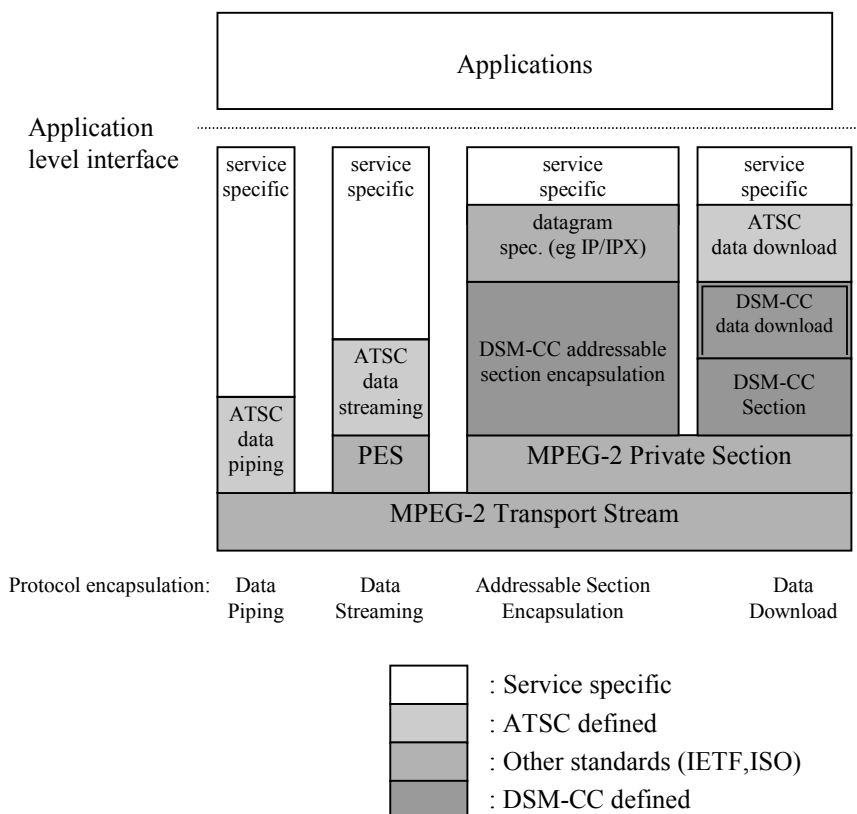 Applications
Application
level interface
service
specific
service
specific
service
specific
service
specific
datagram
spec. (eg IP/IPX)
ATSC
data download
DSM-CC
data download
ATSC
data
streaming
DSM-CC addressable
section encapsulation
DSM-CC
Section
ATSC
data
piping
PES
MPEG-2 Private Section
MPEG-2 Transport Stream
Protocol encapsulation:
Data
Piping
Data
Streaming
Addressable Section
Encapsulation
Data
Download
: Service specific
: ATSC defined
: Other standards (IETF,ISO)
: DSM-CC defined